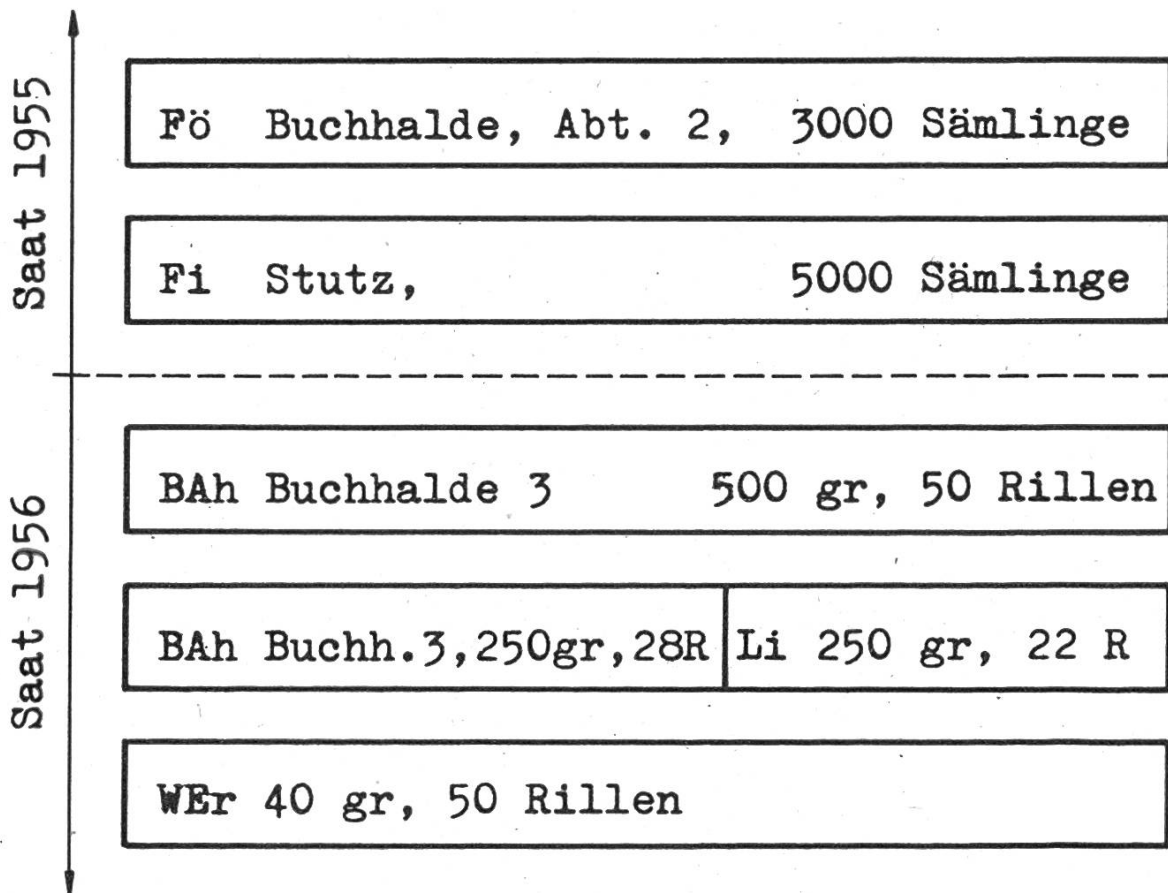 Saat 1955
Fö Buchhalde, Abt. 2, 3000 Sämlinge
Fi Stutz, 5000 Sämlinge
Saat 1956
BAh Buchhalde 3 500 gr, 50 Rillen
BAh Buchh.3,250gr,28R Li 250 gr, 22 R
WEr 40 gr, 50 Rillen